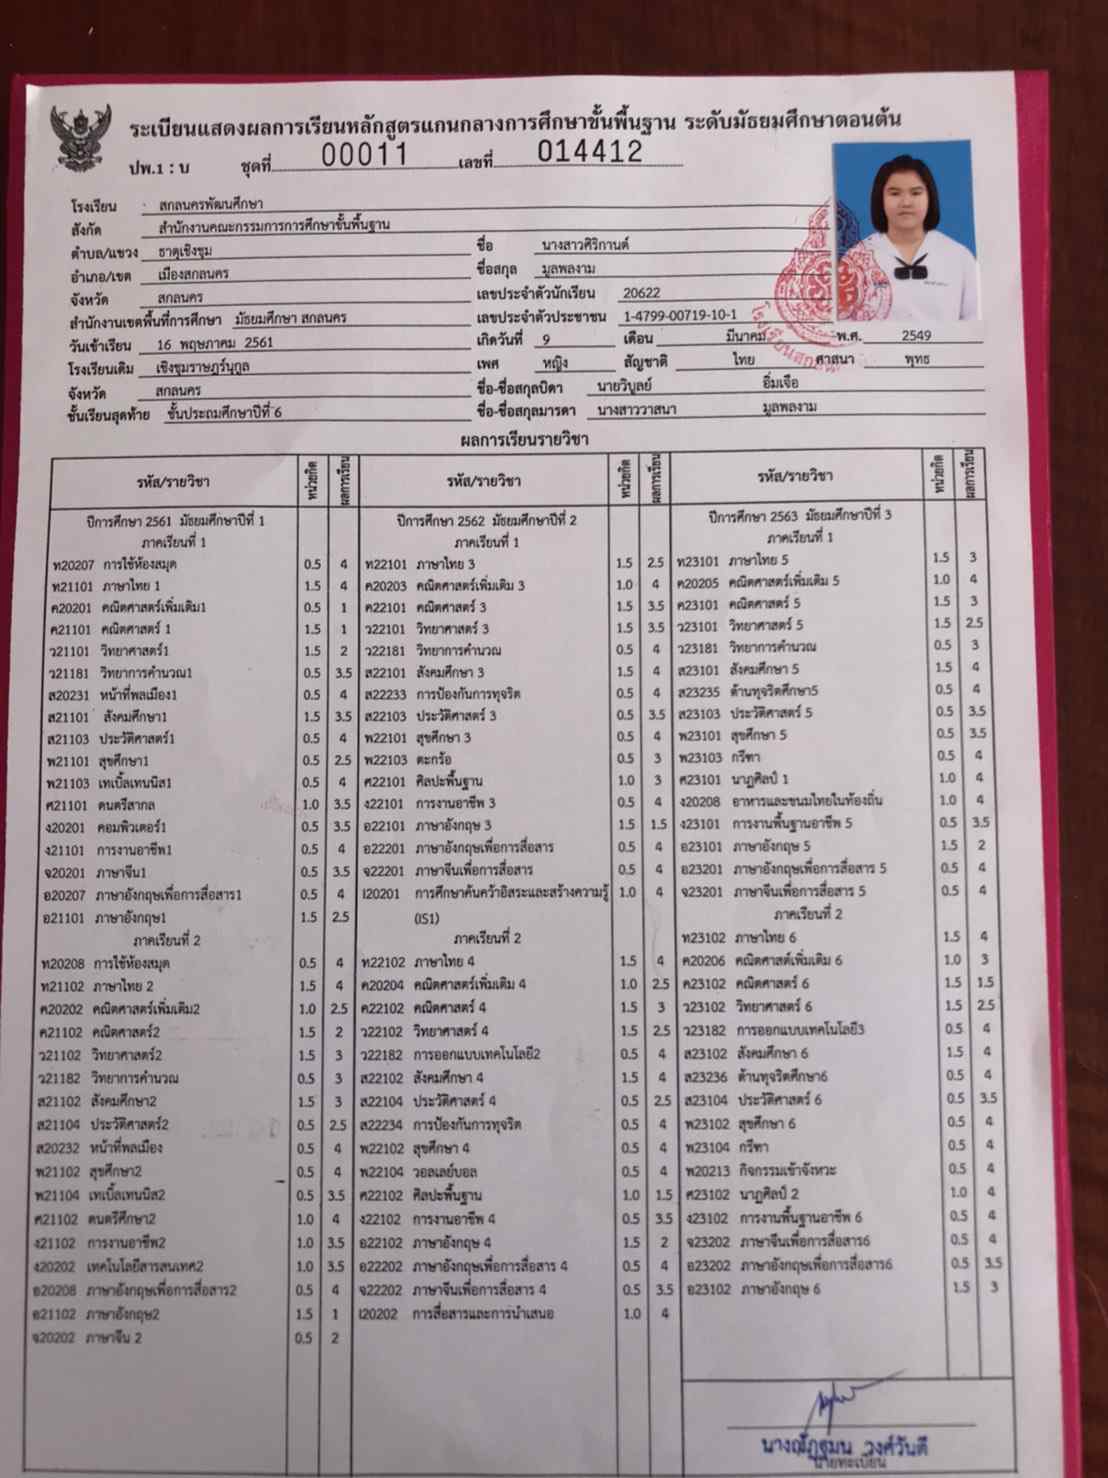 ระเบียนแสดงผลการเรียนหลักสูตรแกนกลางการศึกษาขั้นพื้นฐาน ระดับมัธยมศึกษาตอนต้น
ปพ.1 : บ ชุดที่ 00011 เลขที่ 014412
โรงเรียน สกลนครพัฒนศึกษา
สังกัด สำนักงานคณะกรรมการการศึกษาขั้นพื้นฐาน
ตำบล/แขวง ธาตุเชิงชุม
อำเภอ/เขต เมืองสกลนคร
จังหวัด สกลนคร
สำนักงานเขตพื้นที่การศึกษา มัธยมศึกษา สกลนคร
วันเข้าเรียน 16 พฤษภาคม 2561
โรงเรียนเดิม เชิงชุมราษฎร์นุกูล
จังหวัด สกลนคร
ชั้นเรียนสุดท้าย ชั้นประถมศึกษาปีที่ 6
ชื่อ นางสาวศิริกานต์
ชื่อสกุล มูลพลงาม
เลขประจำตัวนักเรียน 20622
เลขประจำตัวประชาชน 1-4799-00719-10-1
เกิดวันที่ 9 เดือน มีนาคม พ.ศ. 2549
เพศ หญิง สัญชาติ ไทย ศาสนา พุทธ
ชื่อ-ชื่อสกุลบิดา นายวิบูลย์ อิ่มเจือ
ชื่อ-ชื่อสกุลมารดา นางสาววาสนา มูลพลงาม
ผลการเรียนรายวิชา
รหัส/รายวิชา หน่วยกิต ผลการเรียน
ปีการศึกษา 2561 มัธยมศึกษาปีที่ 1
ภาคเรียนที่ 1
ท20207 การใช้ห้องสมุด 0.5 4
ท21101 ภาษาไทย 1 1.5 4
ค20201 คณิตศาสตร์เพิ่มเติม1 0.5 1
ค21101 คณิตศาสตร์ 1 1.5 1
ว21101 วิทยาศาสตร์1 1.5 2
ว21181 วิทยาการคำนวณ1 0.5 3.5
ส20231 หน้าที่พลเมือง1 0.5 4
ส21101 สังคมศึกษา1 1.5 3.5
ส21103 ประวัติศาสตร์1 0.5 4
พ21101 สุขศึกษา1 0.5 2.5
พ21103 เทเบิ้ลเทนนิส1 0.5 4
ศ21101 ดนตรีสากล 1.0 3.5
ง20201 คอมพิวเตอร์1 0.5 3.5
ง21101 การงานอาชีพ1 0.5 4
จ20201 ภาษาจีน1 0.5 3.5
อ20207 ภาษาอังกฤษเพื่อการสื่อสาร1 0.5 4
อ21101 ภาษาอังกฤษ1 1.5 2.5
ภาคเรียนที่ 2
ท20208 การใช้ห้องสมุด 0.5 4
ท21102 ภาษาไทย 2 1.5 4
ค20202 คณิตศาสตร์เพิ่มเติม2 1.0 2.5
ค21102 คณิตศาสตร์2 1.5 2
ว21102 วิทยาศาสตร์2 1.5 3
ว21182 วิทยาการคำนวณ 0.5 3
ส21102 สังคมศึกษา2 1.5 3
ส21104 ประวัติศาสตร์2 0.5 2.5
ส20232 หน้าที่พลเมือง 0.5 4
พ21102 สุขศึกษา2 0.5 4
พ21104 เทเบิ้ลเทนนิส2 0.5 3.5
ศ21102 ดนตรีศึกษา2 1.0 4
ง21102 การงานอาชีพ2 1.0 3.5
ง20202 เทคโนโลยีสารสนเทศ2 1.0 3.5
อ20208 ภาษาอังกฤษเพื่อการสื่อสาร2 0.5 4
อ21102 ภาษาอังกฤษ2 1.5 1
จ20202 ภาษาจีน 2 0.5 2
รหัส/รายวิชา หน่วยกิต ผลการเรียน
ปีการศึกษา 2562 มัธยมศึกษาปีที่ 2
ภาคเรียนที่ 1
ท22101 ภาษาไทย 3 1.5 2.5
ค20203 คณิตศาสตร์เพิ่มเติม 3 1.0 4
ค22101 คณิตศาสตร์ 3 1.5 3.5
ว22101 วิทยาศาสตร์ 3 1.5 3.5
ว22181 วิทยาการคำนวณ 0.5 4
ส22101 สังคมศึกษา 3 1.5 4
ส22233 การป้องกันการทุจริต 0.5 4
ส22103 ประวัติศาสตร์ 3 0.5 3.5
พ22101 สุขศึกษา 3 0.5 4
พ22103 ตะกร้อ 0.5 3
ศ22101 ศิลปะพื้นฐาน 1.0 3
ง22101 การงานอาชีพ 3 0.5 4
อ22101 ภาษาอังกฤษ 3 1.5 1.5
อ22201 ภาษาอังกฤษเพื่อการสื่อสาร 0.5 4
จ22201 ภาษาจีนเพื่อการสื่อสาร 0.5 4
I20201 การศึกษาค้นคว้าอิสระและสร้างความรู้ 1.0 4
(IS1)
ภาคเรียนที่ 2
ท22102 ภาษาไทย 4 1.5 4
ค20204 คณิตศาสตร์เพิ่มเติม 4 1.0 2.5
ค22102 คณิตศาสตร์ 4 1.5 3
ว22102 วิทยาศาสตร์ 4 1.5 2.5
ว22182 การออกแบบเทคโนโลยี2 0.5 4
ส22102 สังคมศึกษา 4 1.5 4
ส22104 ประวัติศาสตร์ 4 0.5 2.5
ส22234 การป้องกันการทุจริต 0.5 4
พ22102 สุขศึกษา 4 0.5 4
พ22104 วอลเลย์บอล 0.5 4
ศ22102 ศิลปะพื้นฐาน 1.0 1.5
ง22102 การงานอาชีพ 4 0.5 3.5
อ22102 ภาษาอังกฤษ 4 1.5 2
อ22202 ภาษาอังกฤษเพื่อการสื่อสาร 4 0.5 4
จ22202 ภาษาจีนเพื่อการสื่อสาร 4 0.5 3.5
I20202 การสื่อสารและการนำเสนอ 1.0 4
รหัส/รายวิชา หน่วยกิต ผลการเรียน
ปีการศึกษา 2563 มัธยมศึกษาปีที่ 3
ภาคเรียนที่ 1
ท23101 ภาษาไทย 5 1.5 3
ค20205 คณิตศาสตร์เพิ่มเติม 5 1.0 4
ค23101 คณิตศาสตร์ 5 1.5 3
ว23101 วิทยาศาสตร์ 5 1.5 2.5
ว23181 วิทยาการคำนวณ 0.5 3
ส23101 สังคมศึกษา 5 1.5 4
ส23235 ต้านทุจริตศึกษา5 0.5 4
ส23103 ประวัติศาสตร์ 5 0.5 3.5
พ23101 สุขศึกษา 5 0.5 3.5
พ23103 กรีฑา 0.5 4
ศ23101 นาฏศิลป์ 1 1.0 4
ง20208 อาหารและขนมไทยในท้องถิ่น 1.0 4
ง23101 การงานพื้นฐานอาชีพ 5 0.5 3.5
อ23101 ภาษาอังกฤษ 5 1.5 2
อ23201 ภาษาอังกฤษเพื่อการสื่อสาร 5 0.5 4
จ23201 ภาษาจีนเพื่อการสื่อสาร 5 0.5 4
ภาคเรียนที่ 2
ท23102 ภาษาไทย 6 1.5 4
ค20206 คณิตศาสต์เพิ่มเติม 6 1.0 3
ค23102 คณิตศาสตร์ 6 1.5 1.5
ว23102 วิทยาศาสตร์ 6 1.5 2.5
ว23182 การออกแบบเทคโนโลยี3 0.5 4
ส23102 สังคมศึกษา 6 1.5 4
ส23236 ต้านทุจริตศึกษา6 0.5 4
ส23104 ประวัติศาสตร์ 6 0.5 3.5
พ23102 สุขศึกษา 6 0.5 4
พ23104 กรีฑา 0.5 4
พ20213 กิจกรรมเข้าจังหวะ 0.5 4
ศ23102 นาฏศิลป์ 2 1.0 4
ง23102 การงานพื้นฐานอาชีพ 6 0.5 4
จ23202 ภาษาจีนเพื่อการสื่อสาร6 0.5 4
อ23202 ภาษาอังกฤษเพื่อการสื่อสาร6 0.5 3.5
อ23102 ภาษาอังกฤษ 6 1.5 3
นางณัฏฐมน วงศ์วันดี
นายทะเบียน